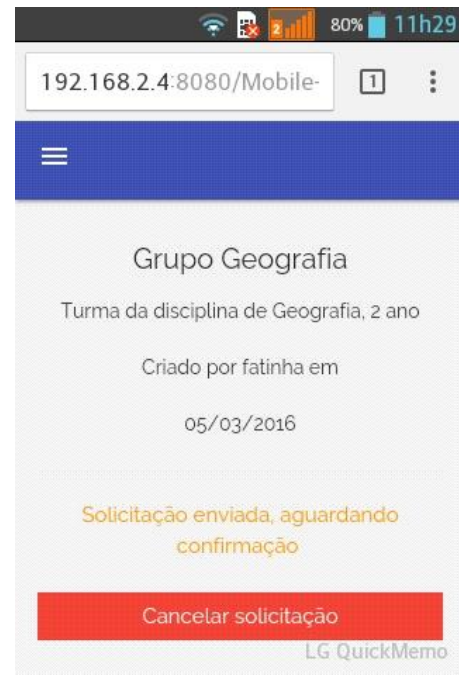 2 80% 11h29
192.168.2.4:8080/Mobile-
1
Grupo Geografia
Turma da disciplina de Geografia, 2 ano
Criado por fatinha em
05/03/2016
Solicitação enviada, aguardando
confirmação
Cancelar solicitação
LG QuickMemo